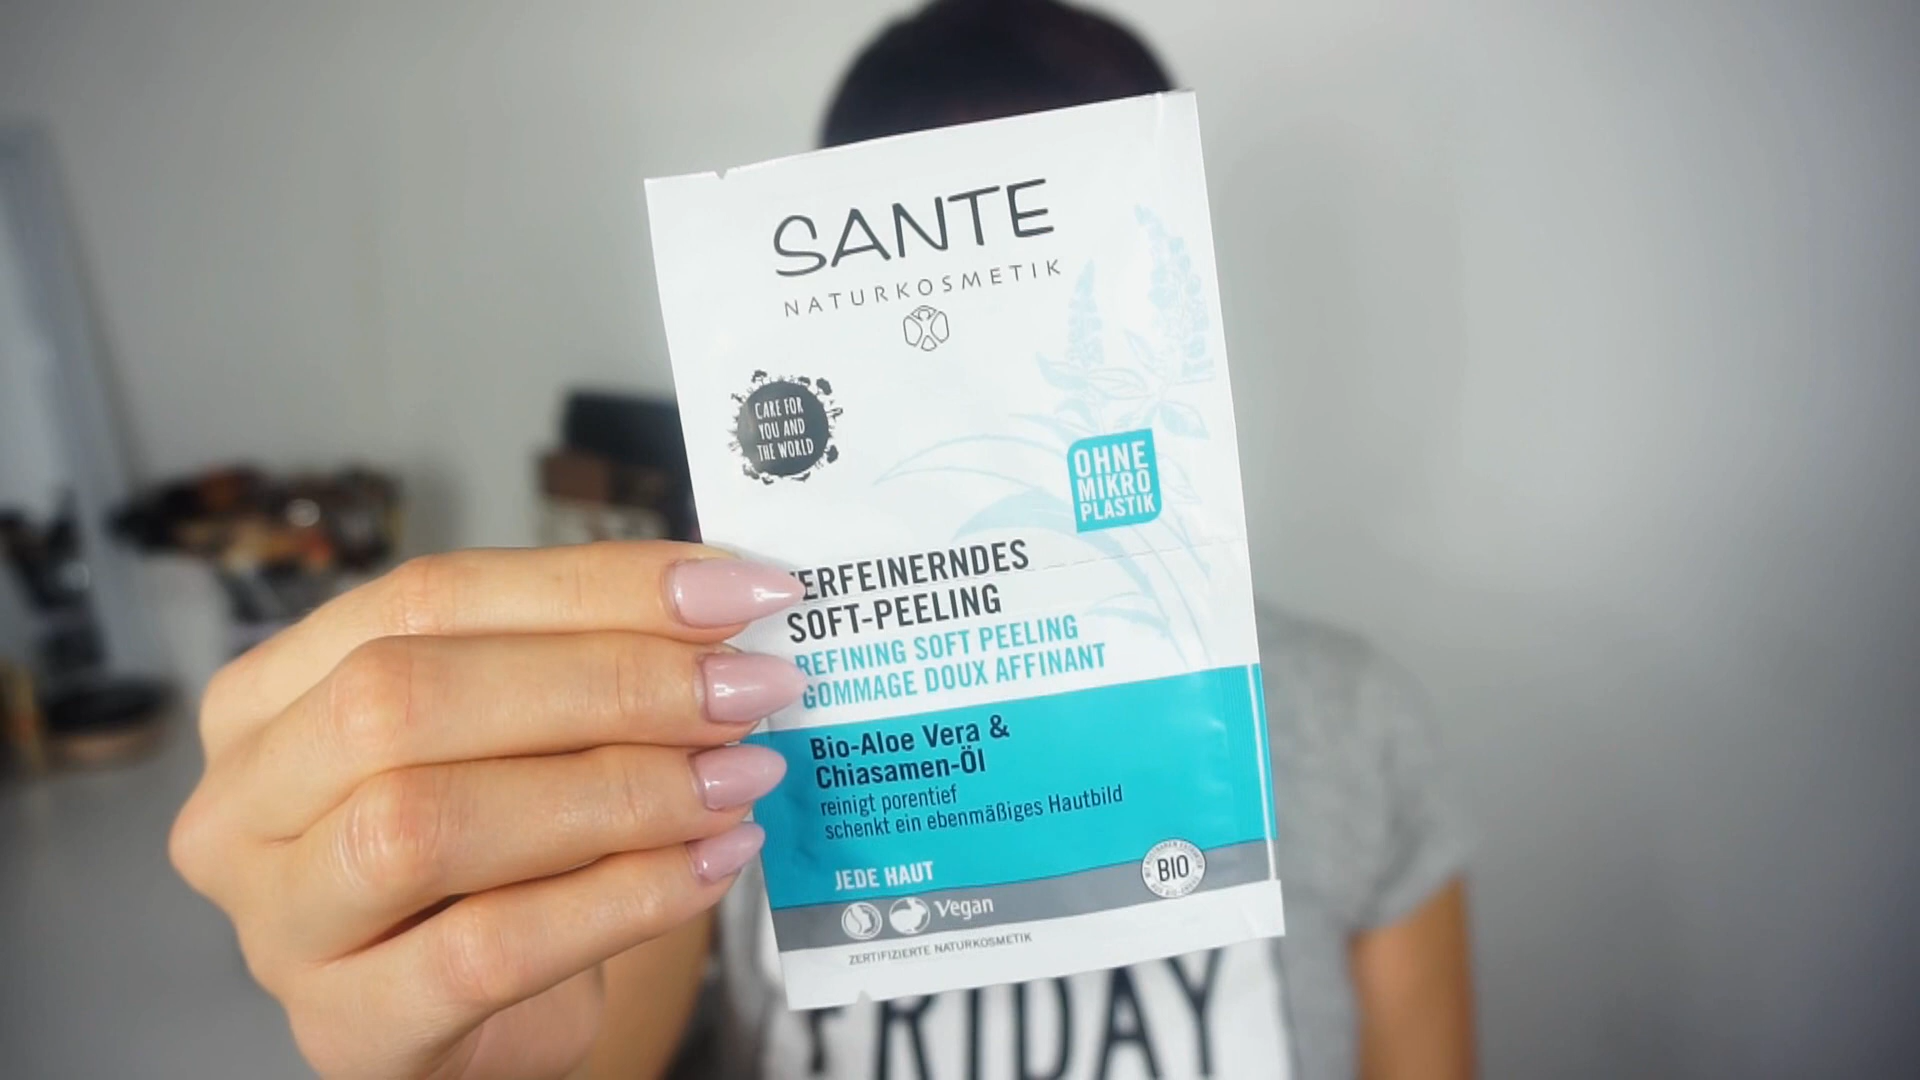 SANTE
NATURKOSMETIK
CARE FOR
YOU AND
THE WORLD
OHNE
MIKRO
PLASTIK
ERFEINERNDES
SOFT-PEELING
REFINING SOFT PEELING
GOMMAGE DOUX AFFINANT
Bio-Aloe Vera &
Chiasamen-Öl
reinigt porentief
schenkt ein ebenmäßiges Hautbild
JEDE HAUT
BIO
Vegan
ZERTIFIZIERTE NATURKOSMETIK
FRIDAY